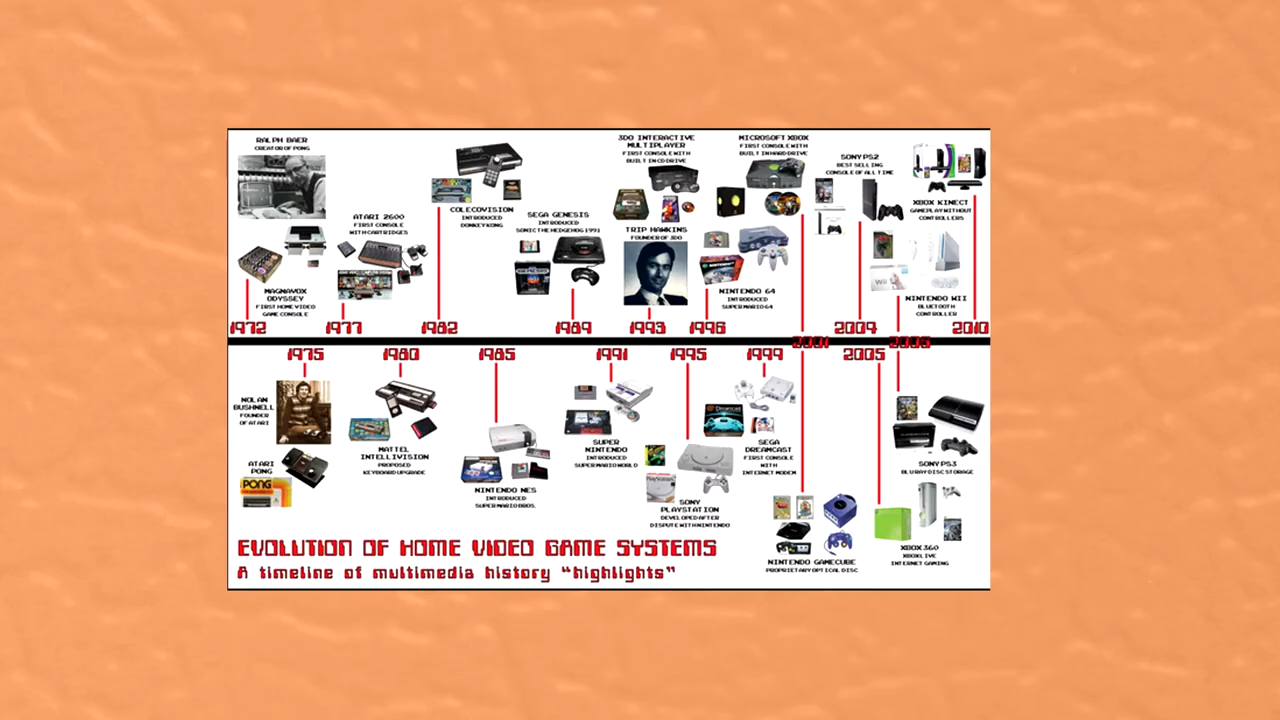 RALPH BAER
CREATOR OF PONG
MAGNAVOX
ODYSSEY
FIRST HOME VIDEO
GAME CONSOLE
1972
ATARI 2600
FIRST CONSOLE
WITH CARTRIDGES
1977
COLECOVISION
INTRODUCED
DONKEY KONG
1982
SEGA GENESIS
INTRODUCED
SONIC THE HEDGEHOG 1991
1989
3DO INTERACTIVE
MULTIPLAYER
FIRST CONSOLE WITH
BUILT IN CD DRIVE
TRIP HAWKINS
FOUNDER OF 3DO
1993
MICROSOFT XBOX
FIRST CONSOLE WITH
BUILT IN HARD DRIVE
NINTENDO 64
INTRODUCED
SUPER MARIO 64
1996
2001
SONY PS2
BEST SELLING
CONSOLE OF ALL TIME
2004
XBOX KINECT
GAMEPLAY WITHOUT
CONTROLLERS
Wii
NINTENDO WII
BLUETOOTH
CONTROLLER
2010
1975
NOLAN
BUSHNELL
FOUNDER
OF ATARI
ATARI
PONG
PONG
1980
MATTEL
INTELLIVISION
PROPOSED
KEYBOARD UPGRADE
1985
NINTENDO NES
INTRODUCED
SUPER MARIO BROS.
1991
SUPER
NINTENDO
INTRODUCED
SUPER MARIO WORLD
1995
PlayStation
SONY
PLAYSTATION
DEVELOPED AFTER
DISPUTE WITH NINTENDO
1999
Dreamcast
SEGA
DREAMCAST
FIRST CONSOLE
WITH
INTERNET MODEM
NINTENDO GAMECUBE
PROPRIETARY OPTICAL DISC
2005
XBOX 360
XBOX LIVE
INTERNET GAMING
SONY PS3
BLU RAY DISC STORAGE
EVOLUTION OF HOME VIDEO GAME SYSTEMS
A timeline of multimedia history "highlights"